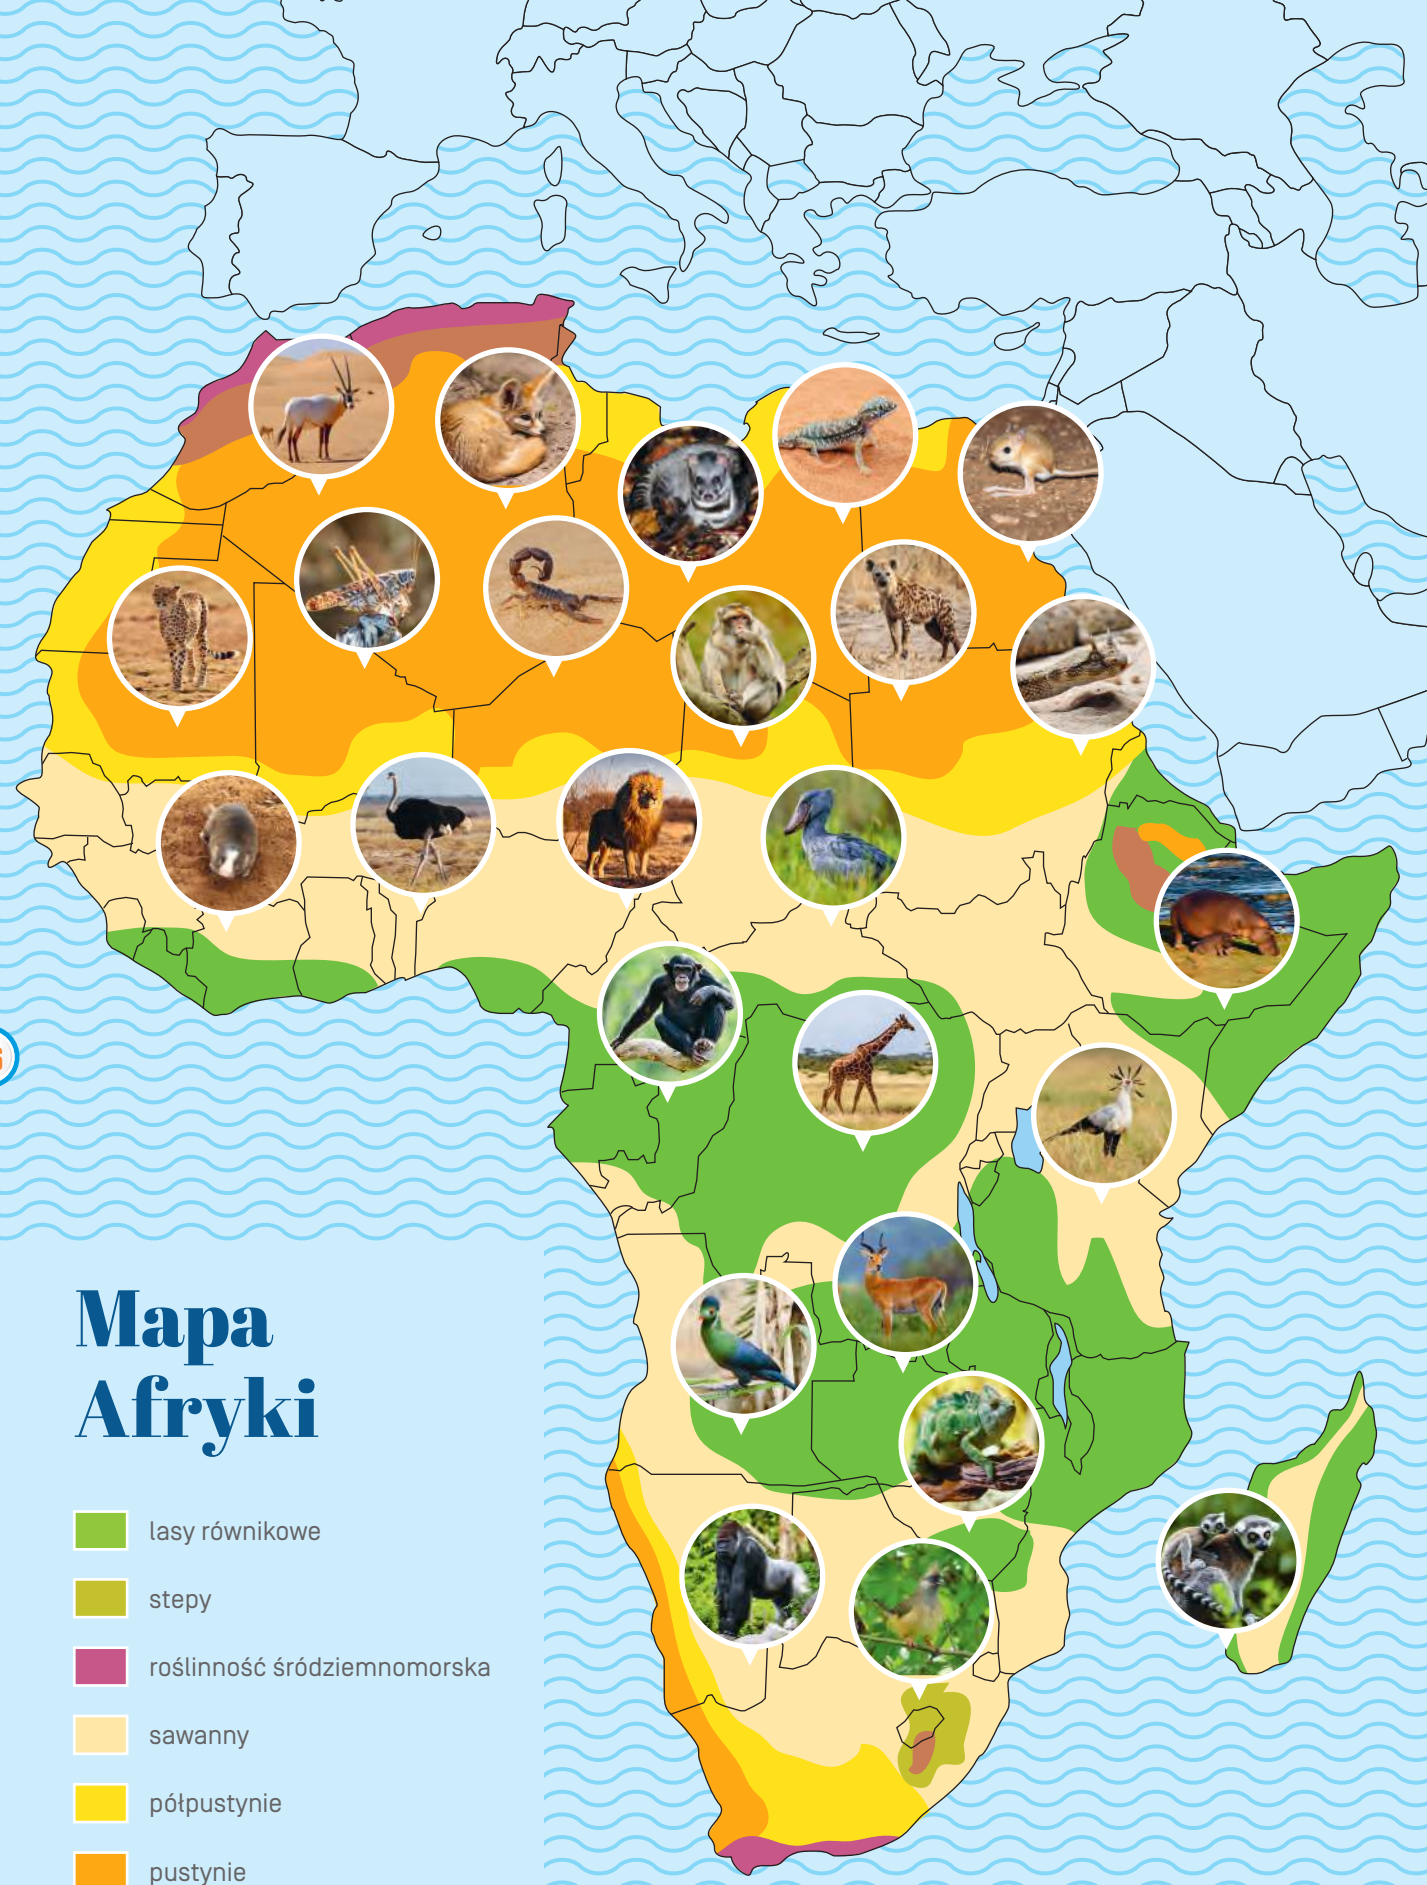 Mapa
Afryki
lasy równikowe
stepy
roślinność śródziemnomorska
sawanny
półpustynie
pustynie